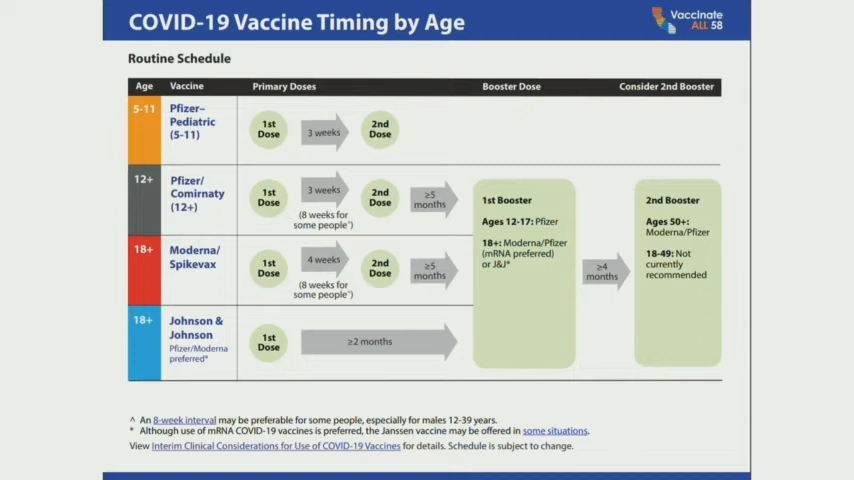 COVID-19 Vaccine Timing by Age
Vaccinate
ALL 58
Routine Schedule
Age Vaccine Primary Doses Booster Dose Consider 2nd Booster
5-11
Pfizer–
Pediatric
(5-11)
1st
Dose
3 weeks
2nd
Dose
12+
Pfizer/
Comirnaty
(12+)
1st
Dose
3 weeks
(8 weeks for
some people^)
2nd
Dose
≥5
months
18+
Moderna/
Spikevax
1st
Dose
4 weeks
(8 weeks for
some people^)
2nd
Dose
≥5
months
18+
Johnson &
Johnson
Pfizer/Moderna
preferred*
1st
Dose
≥2 months
1st Booster
Ages 12-17: Pfizer
18+: Moderna/Pfizer
(mRNA preferred)
or J&J*
≥4
months
2nd Booster
Ages 50+:
Moderna/Pfizer
18-49: Not
currently
recommended
^ An 8-week interval may be preferable for some people, especially for males 12-39 years.
* Although use of mRNA COVID-19 vaccines is preferred, the Janssen vaccine may be offered in some situations.
View Interim Clinical Considerations for Use of COVID-19 Vaccines for details. Schedule is subject to change.